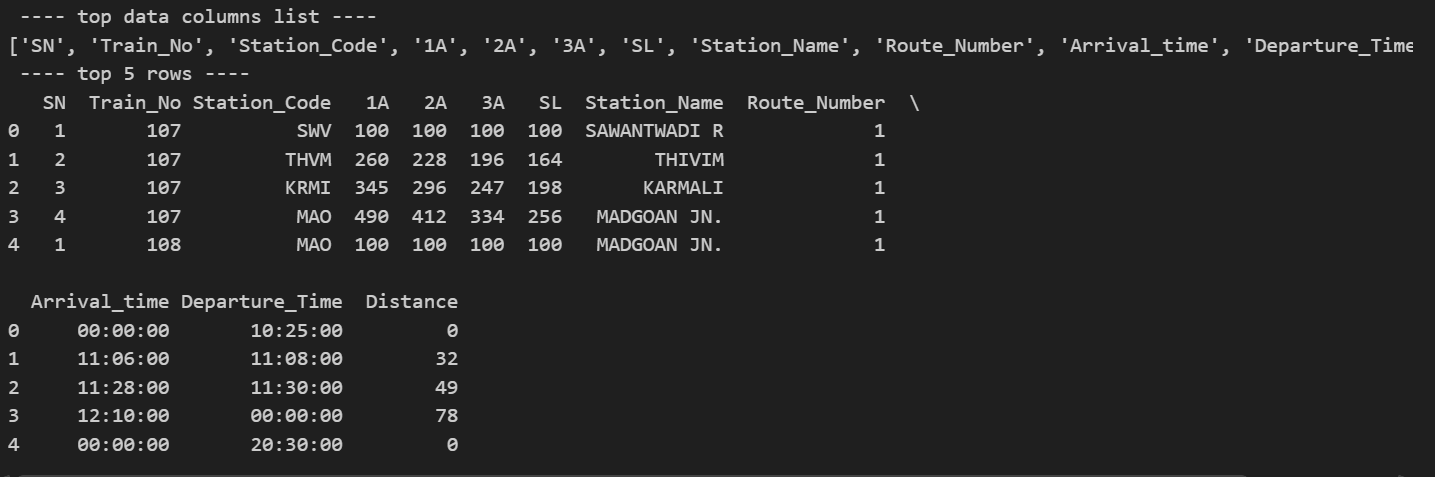 ---- top data columns list ----
['SN', 'Train_No', 'Station_Code', '1A', '2A', '3A', 'SL', 'Station_Name', 'Route_Number', 'Arrival_time', 'Departure_Time
---- top 5 rows ----
SN Train_No Station_Code 1A 2A 3A SL Station_Name Route_Number \
0 1 107 SWV 100 100 100 100 SAWANTWADI R 1
1 2 107 THVM 260 228 196 164 THIVIM 1
2 3 107 KRMI 345 296 247 198 KARMALI 1
3 4 107 MAO 490 412 334 256 MADGOAN JN. 1
4 1 108 MAO 100 100 100 100 MADGOAN JN. 1
Arrival_time Departure_Time Distance
0 00:00:00 10:25:00 0
1 11:06:00 11:08:00 32
2 11:28:00 11:30:00 49
3 12:10:00 00:00:00 78
4 00:00:00 20:30:00 0